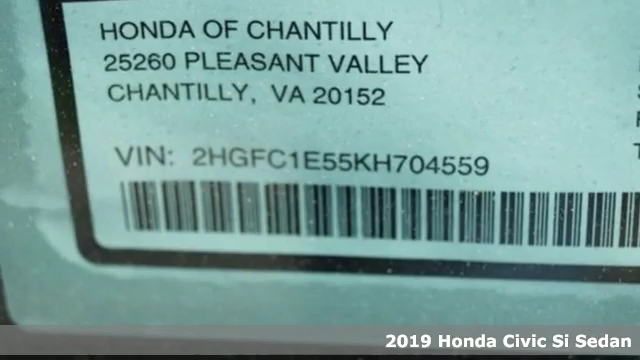 HONDA OF CHANTILLY
25260 PLEASANT VALLEY
CHANTILLY, VA 20152
VIN: 2HGFC1E55KH704559
2019 Honda Civic Si Sedan